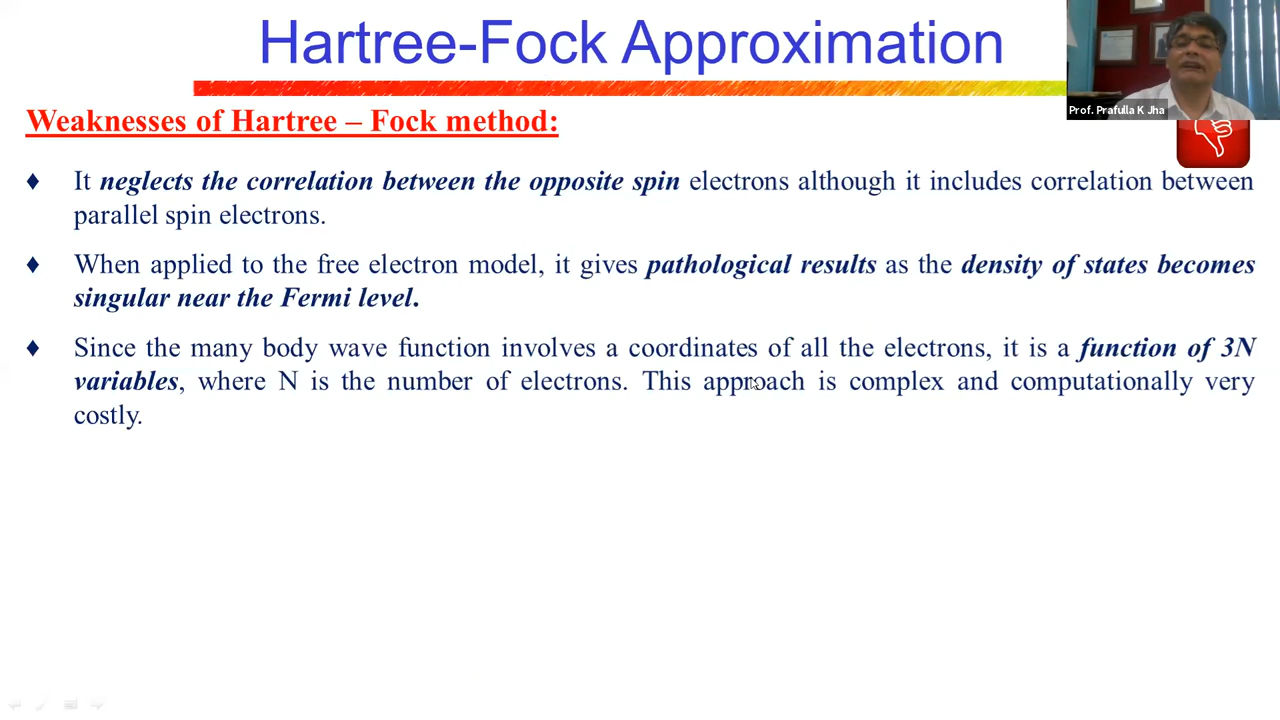 Hartree-Fock Approximation
Prof. Prafulla K Jha
Weaknesses of Hartree – Fock method:
♦ It neglects the correlation between the opposite spin electrons although it includes correlation between
parallel spin electrons.
♦ When applied to the free electron model, it gives pathological results as the density of states becomes
singular near the Fermi level.
♦ Since the many body wave function involves a coordinates of all the electrons, it is a function of 3N
variables, where N is the number of electrons. This approach is complex and computationally very
costly.